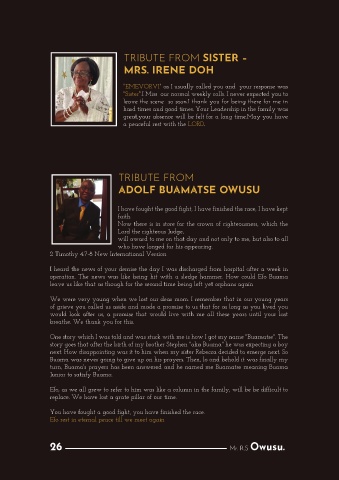 TRIBUTE FROM SISTER –
MRS. IRENE DOH
"EMEVORVI" as I usually called you and your response was
"Sister".I Miss our normal weekly calls. I never expected you to
leave the scene so soon.I thank you for being there for me in
hard times and good times. Your Leadership in the family was
great,your absence will be felt for a long time.May you have
a peaceful rest with the LORD.
TRIBUTE FROM
ADOLF BUAMATSE OWUSU
I have fought the good fight, I have finished the race, I have kept
faith.
Now there is in store for the crown of righteousness, which the
Lord the righteous Judge,
will award to me on that day and not only to me, but also to all
who have longed for his appearing.
2 Timothy 4:7-8 New International Version
I heard the news of your demise the day I was discharged from hospital after a week in
operation. The news was like being hit with a sledge hammer. How could Efo Buama
leave us like that as though for the second time being left yet orphans again.
We were very young when we lost our dear mom. I remember that in our young years
of grieve you called us aside and made a promise to us that for as long as you lived you
would look after us, a promise that would live with me all these years until your last
breathe. We thank you for this.
One story which I was told and was stuck with me is how I got my name "Buamatse". The
story goes that after the birth of my brother Stephen "aka Buama" he was expecting a boy
next. How disappointing was it to him when my sister Rebecca decided to emerge next. So
Buama was never going to give up on his prayers. Then, lo and behold it was finally my
turn, Buama's prayers has been answered and he named me Buamatse meaning Buama
Junior to satisfy Buama.
Efo, as we all grew to refer to him was like a column in the family, will be be difficult to
replace. We have lost a great pillar of our time.
You have fought a good fight, you have finished the race.
Efo rest in eternal peace till we meet again.
26 Mr. R.S Owusu.